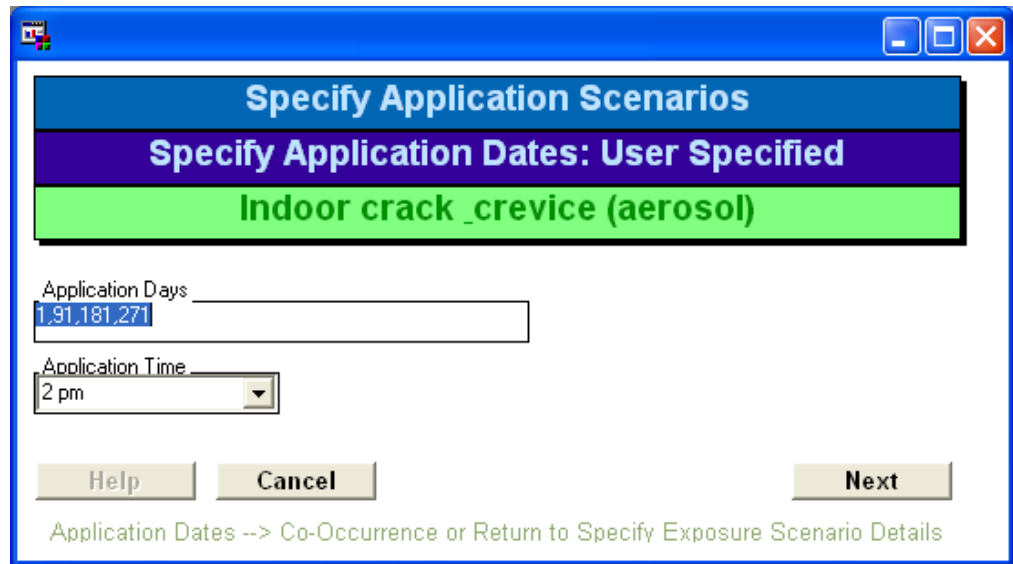 Specify Application Scenarios
Specify Application Dates: User Specified
Indoor crack _crevice (aerosol)
Application Days
1,91,181,271
Application Time
2 pm
Help Cancel Next
Application Dates --> Co-Occurrence or Return to Specify Exposure Scenario Details